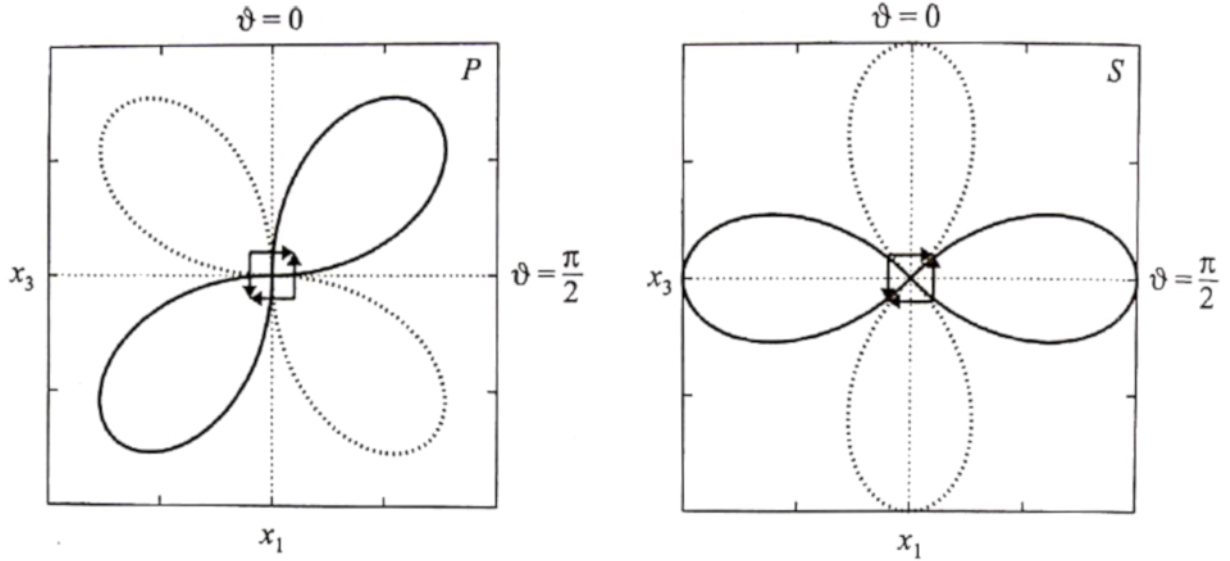 ϑ = 0
P
x₃
ϑ = π/2
x₁
ϑ = 0
S
x₃
ϑ = π/2
x₁